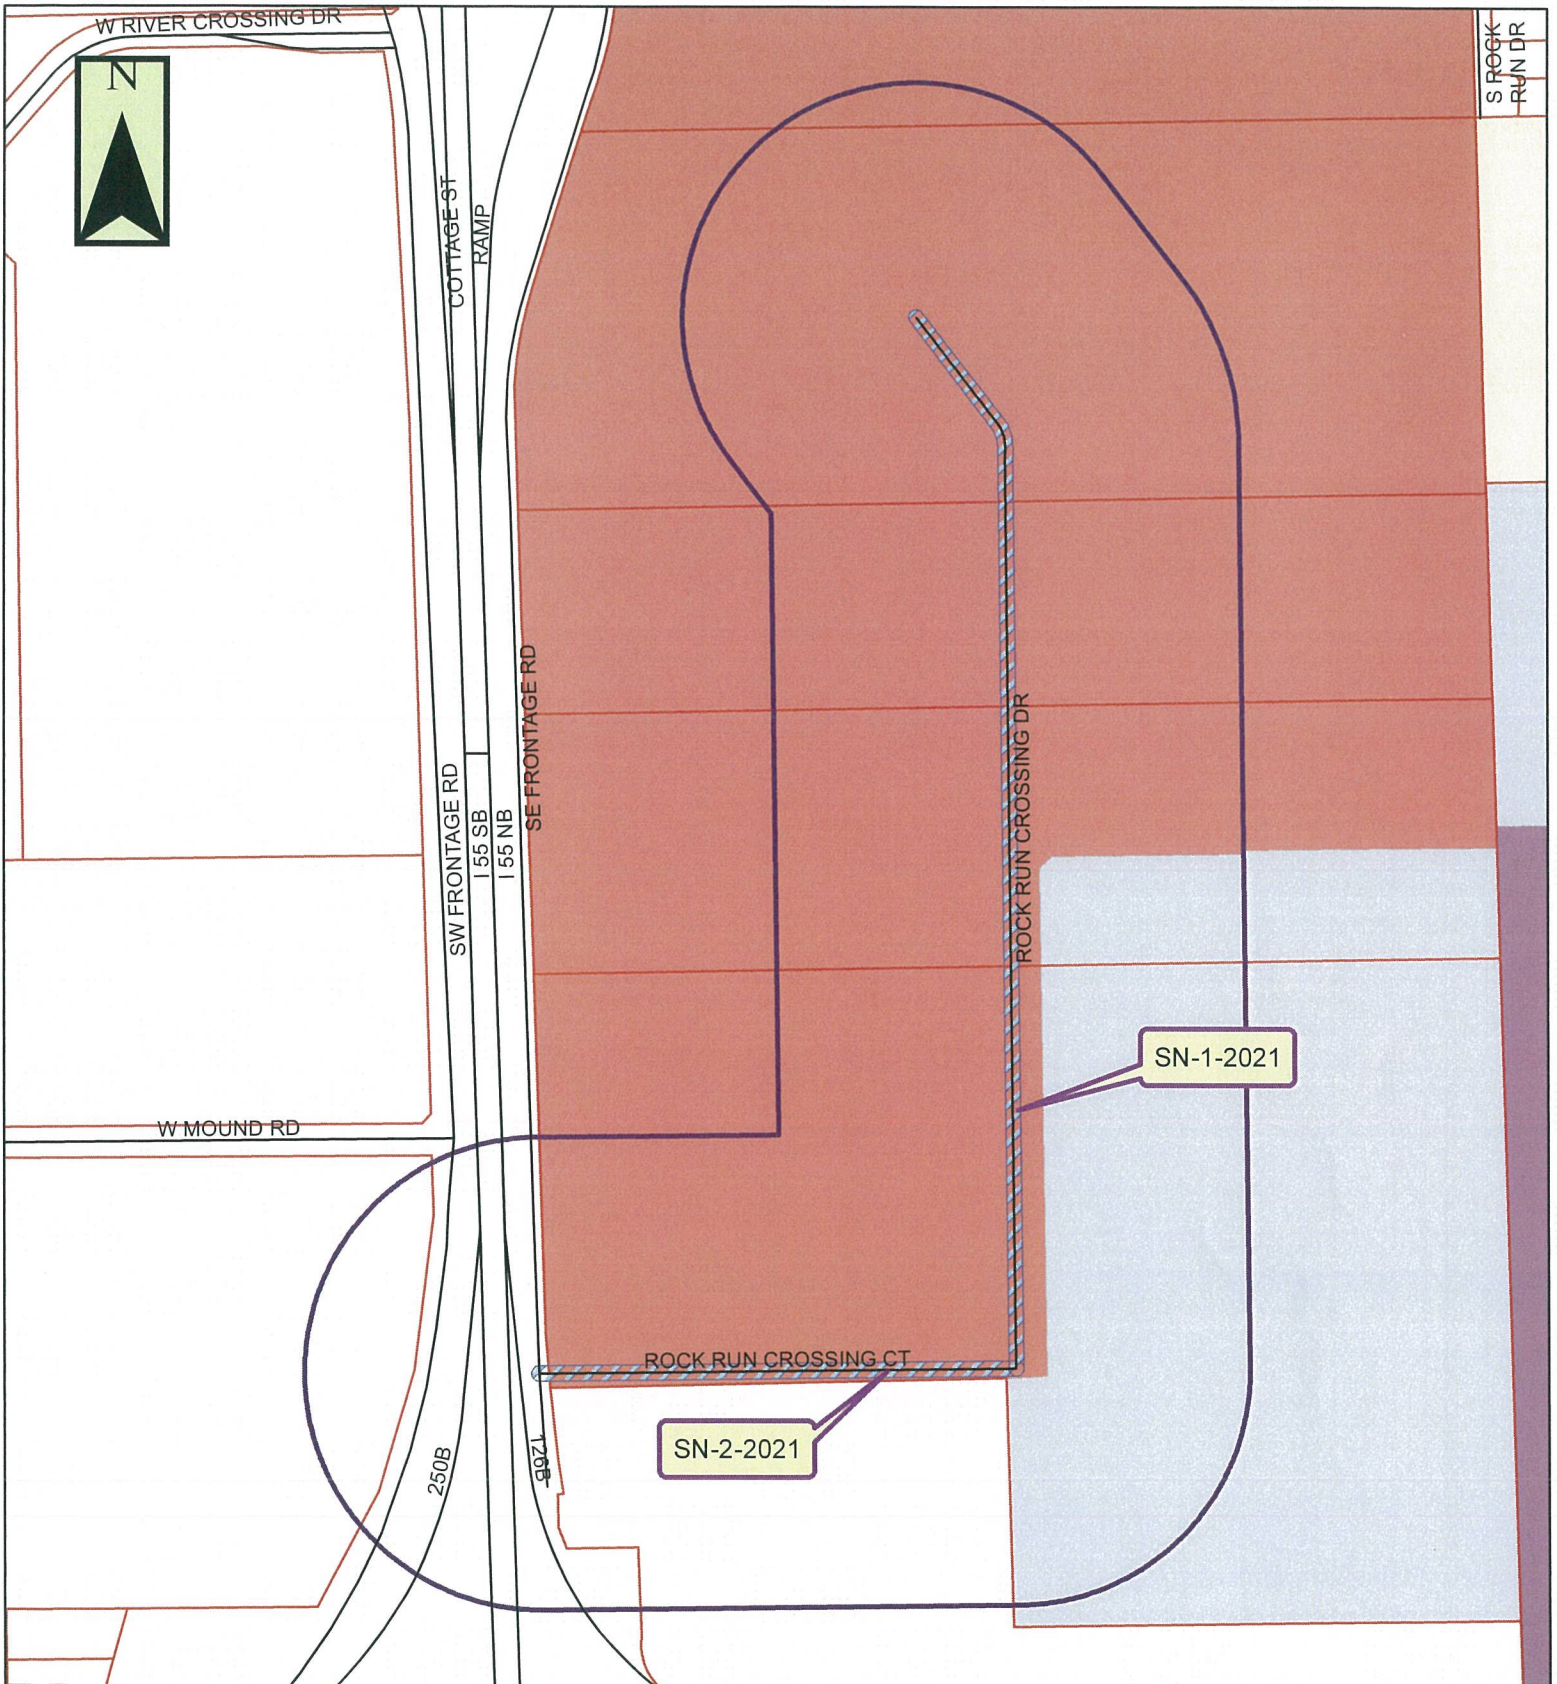 W RIVER CROSSING DR
S ROCK
RUN DR
N
COTTAGE ST
RAMP
SE FRONTAGE RD
ROCK RUN CROSSING DR
SW FRONTAGE RD
I 55 SB
I 55 NB
SN-1-2021
W MOUND RD
ROCK RUN CROSSING CT
SN-2-2021
250B
126B